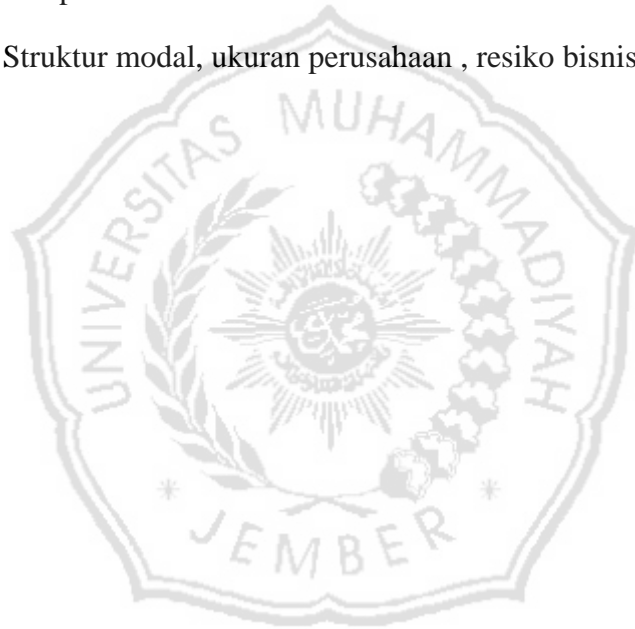 Struktur modal, ukuran perusahaan , resiko bisnis
UNIVERSITAS MUHAMMADIYAH
JEMBER